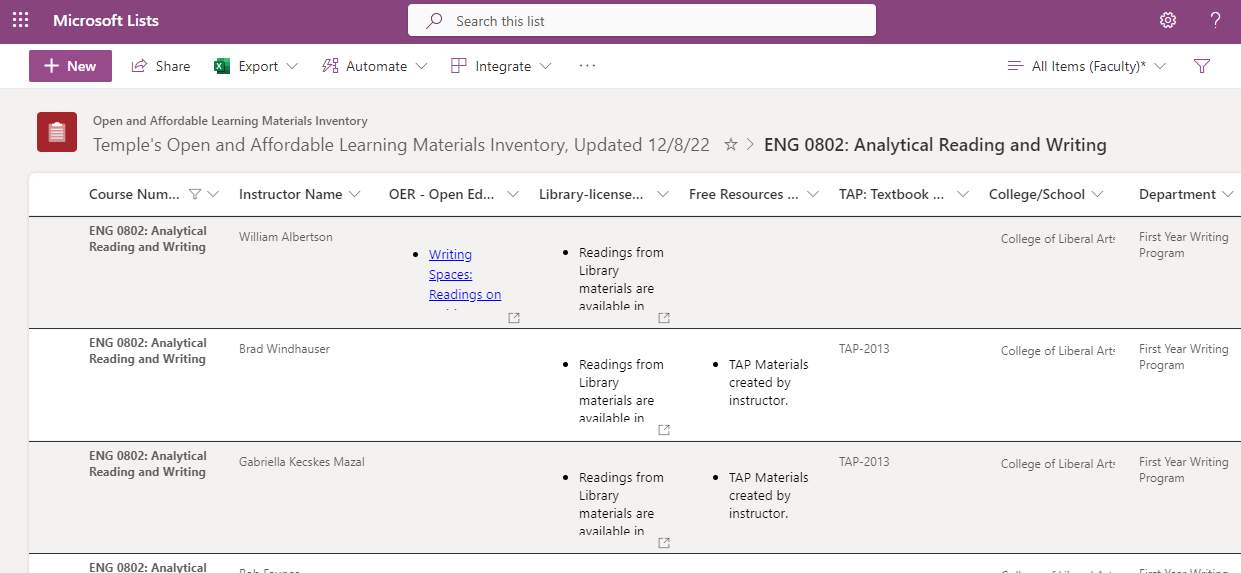 Microsoft Lists
Search this list
?
New
Share
Export
Automate
Integrate
...
All Items (Faculty)*
Open and Affordable Learning Materials Inventory
Temple's Open and Affordable Learning Materials Inventory, Updated 12/8/22 ☆ > ENG 0802: Analytical Reading and Writing
Course Num... Instructor Name OER - Open Ed... Library-license... Free Resources ... TAP: Textbook ... College/School Department
ENG 0802: Analytical
Reading and Writing
William Albertson
• Writing
Spaces:
Readings on
• Readings from
Library
materials are
available in
College of Liberal Arts
First Year Writing
Program
ENG 0802: Analytical
Reading and Writing
Brad Windhauser
• Readings from
Library
materials are
available in
• TAP Materials
created by
instructor.
TAP-2013
College of Liberal Arts
First Year Writing
Program
ENG 0802: Analytical
Reading and Writing
Gabriella Kecskes Mazal
• Readings from
Library
materials are
available in
• TAP Materials
created by
instructor.
TAP-2013
College of Liberal Arts
First Year Writing
Program
ENG 0802: Analytical
College of Liberal Arts
First Year Writing